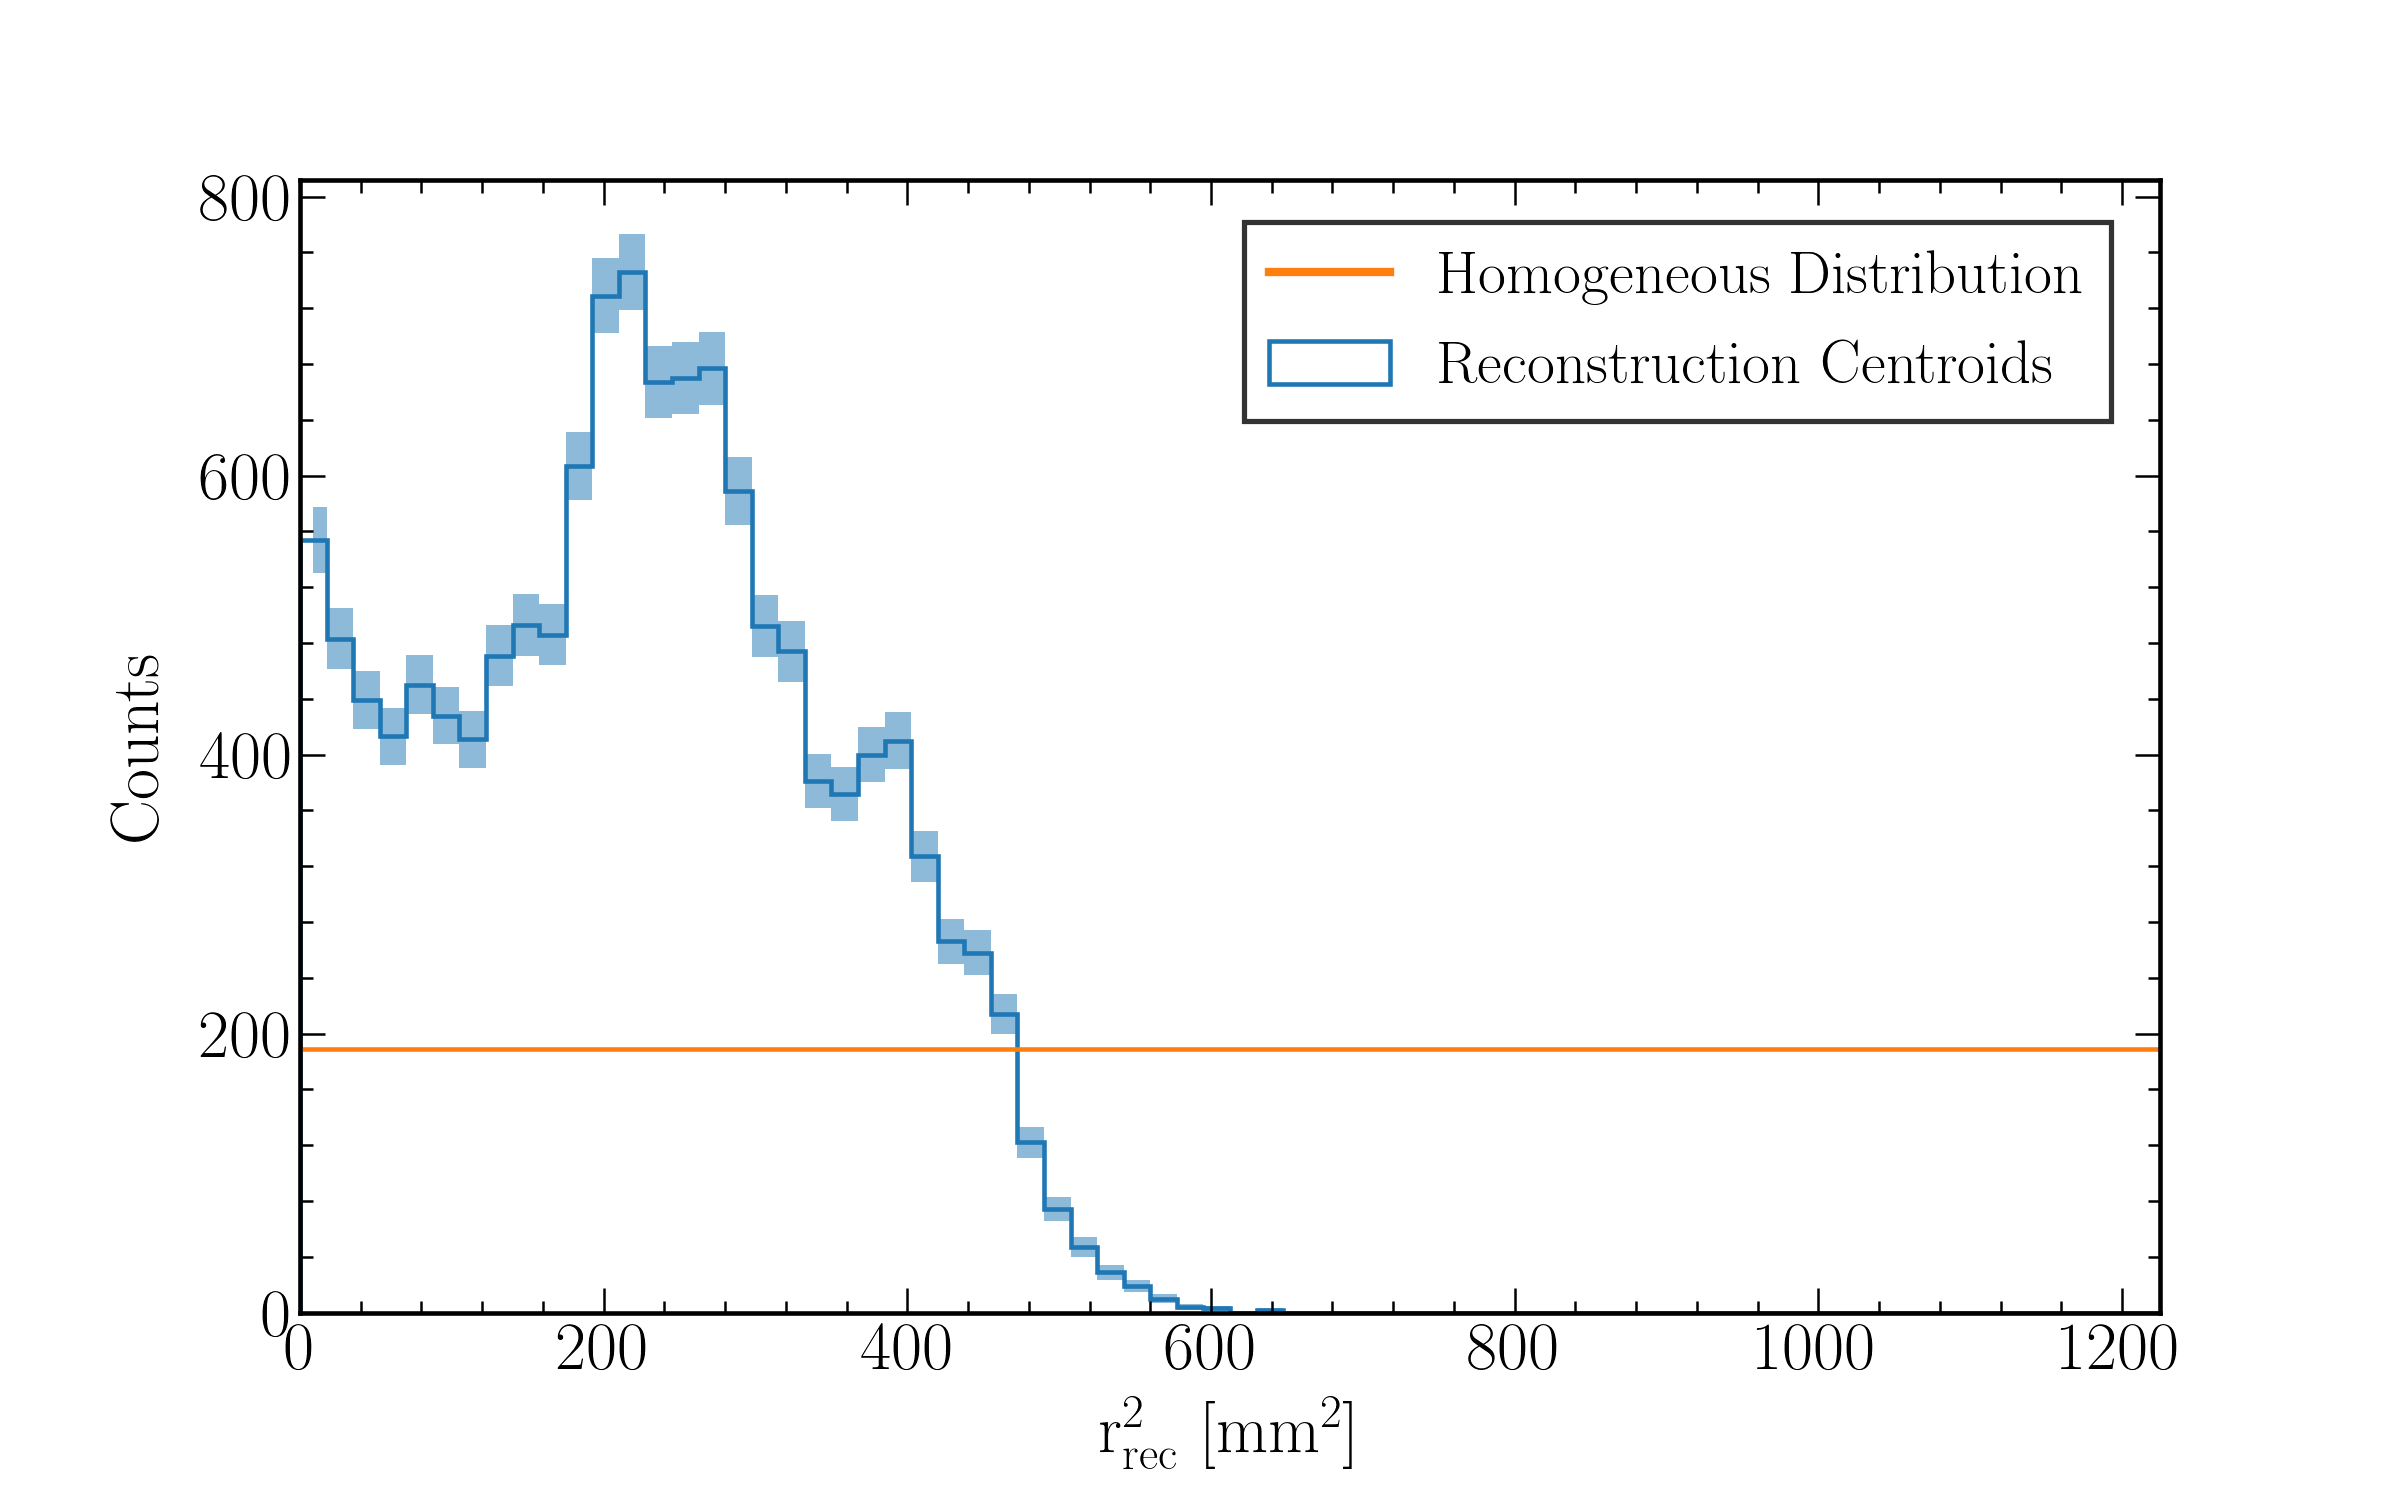 800
600
400
200
0
Counts
Homogeneous Distribution
Reconstruction Centroids
0 200 400 600 800 1000 1200
r²rec [mm²]